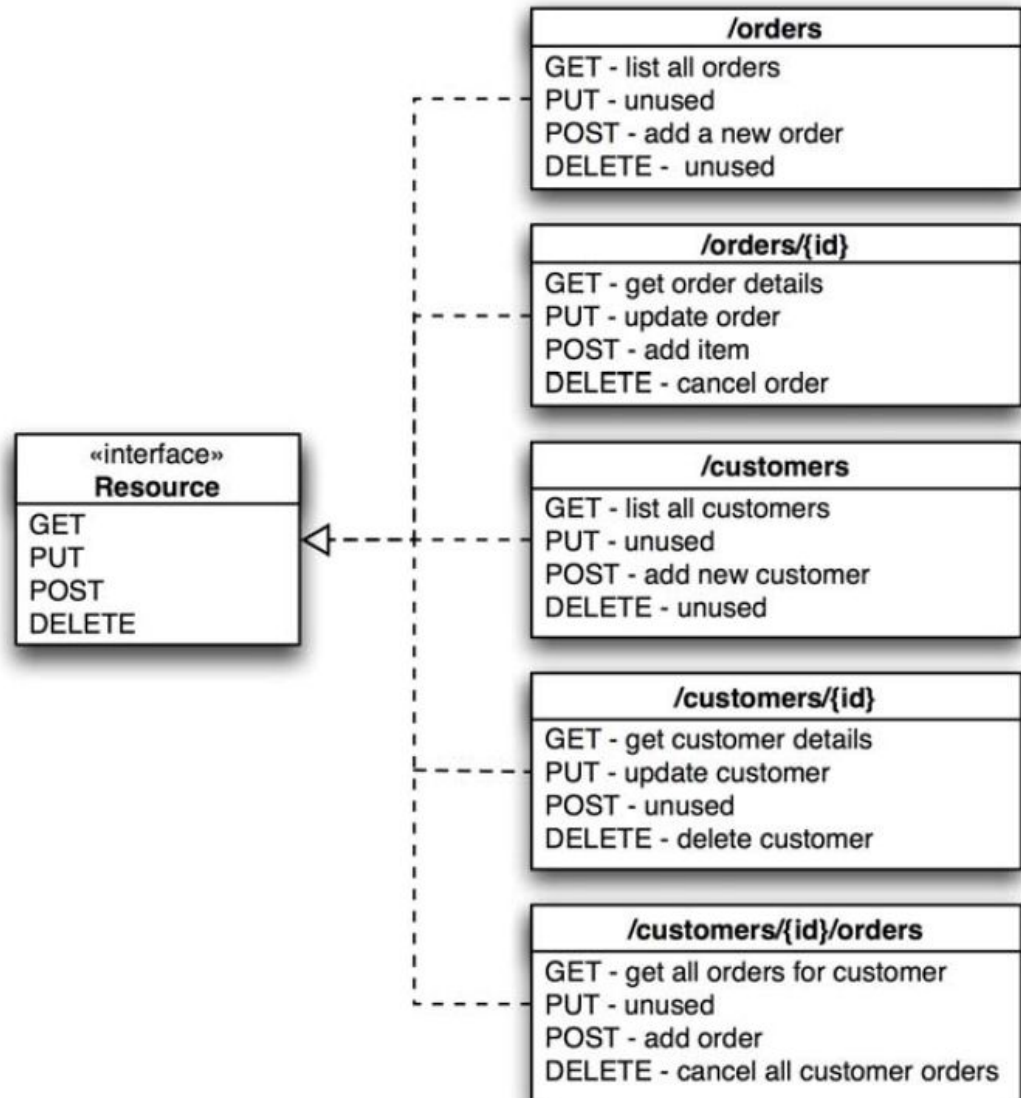 /orders
GET - list all orders
PUT - unused
POST - add a new order
DELETE -  unused
/orders/{id}
GET - get order details
PUT - update order
POST - add item
DELETE - cancel order
«interface»
Resource
GET
PUT
POST
DELETE
/customers
GET - list all customers
PUT - unused
POST - add new customer
DELETE - unused
/customers/{id}
GET - get customer details
PUT - update customer
POST - unused
DELETE - delete customer
/customers/{id}/orders
GET - get all orders for customer
PUT - unused
POST - add order
DELETE - cancel all customer orders